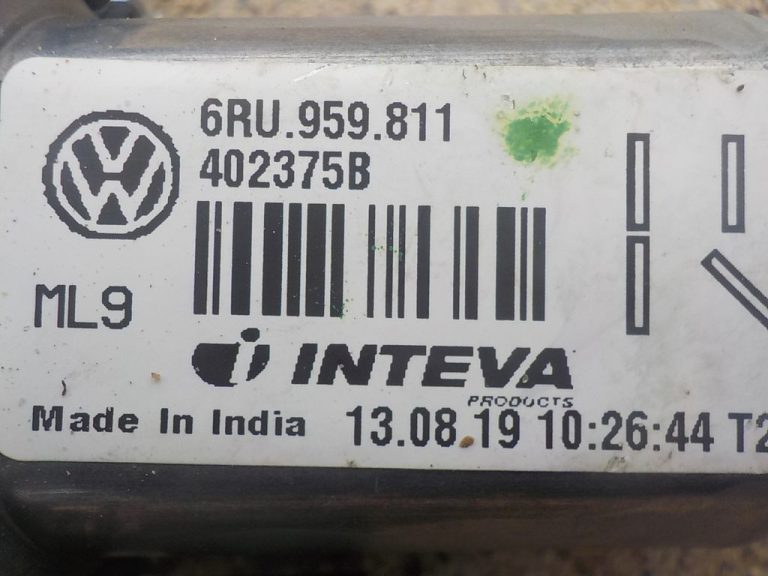 6RU.959.811
402375B
ML9
INTEVA
PRODUCTS
Made In India 13.08.19 10:26:44